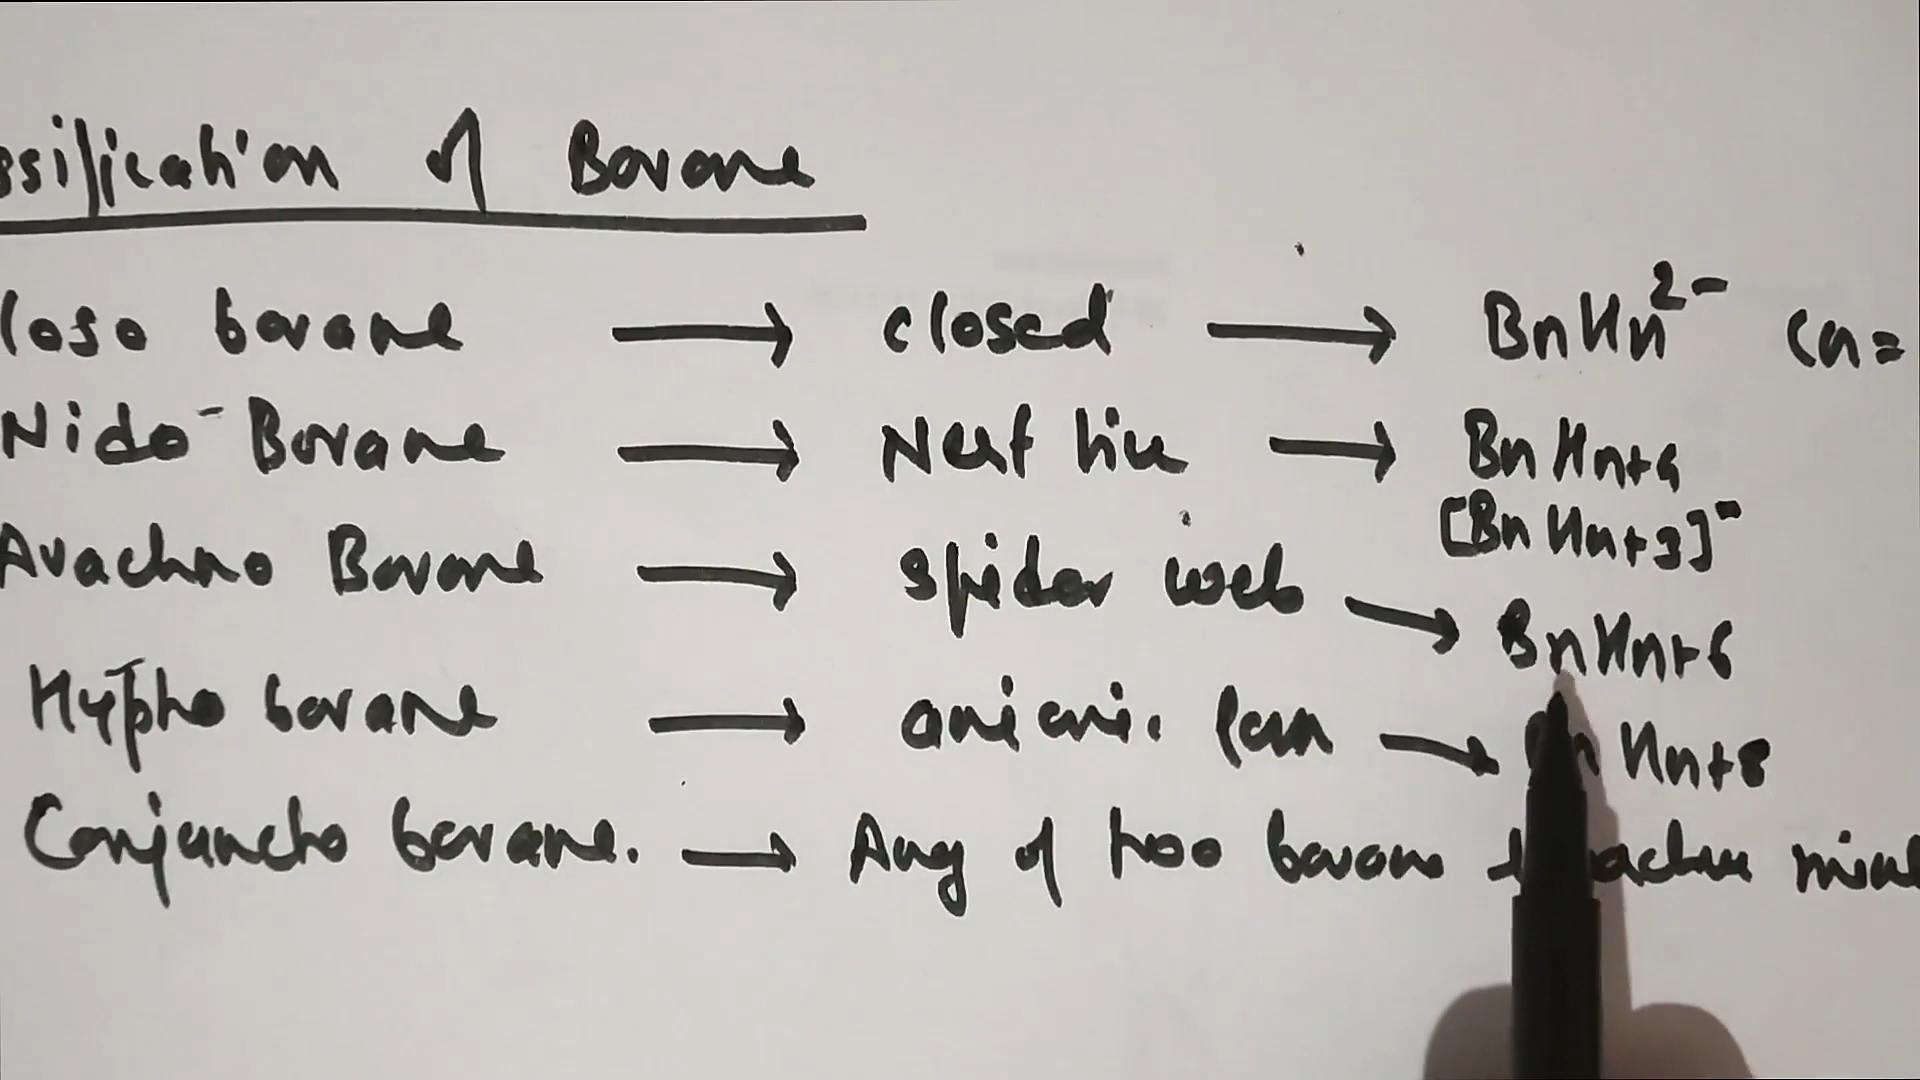 ssification of Borane
loso borane → closed → BnHn²⁻ (n=
Nido-Borane → Nest like → BnHn+4
[BnHn+3]⁻
Arachno Borane → spider web → BnHn+6
Hypho borane → → Hn+8
Conjuncto borane. → Any of two borane